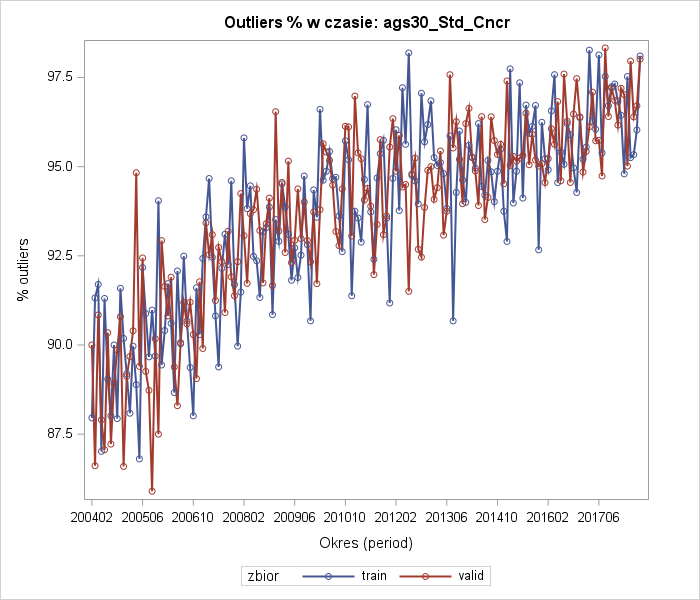 Outliers % w czasie: ags30_Std_Cncr
97.5
95.0
92.5
90.0
87.5
% outliers
200402 200506 200610 200802 200906 201010 201202 201306 201410 201602 201706
Okres (period)
zbior train valid